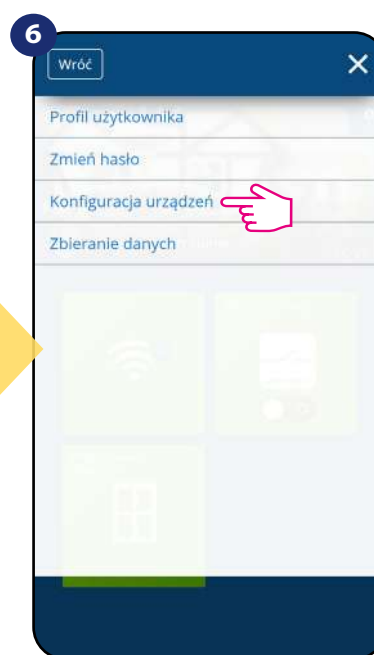 6
Wróć
Profil użytkownika
Zmień hasło
Konfiguracja urządzeń
Zbieranie danych